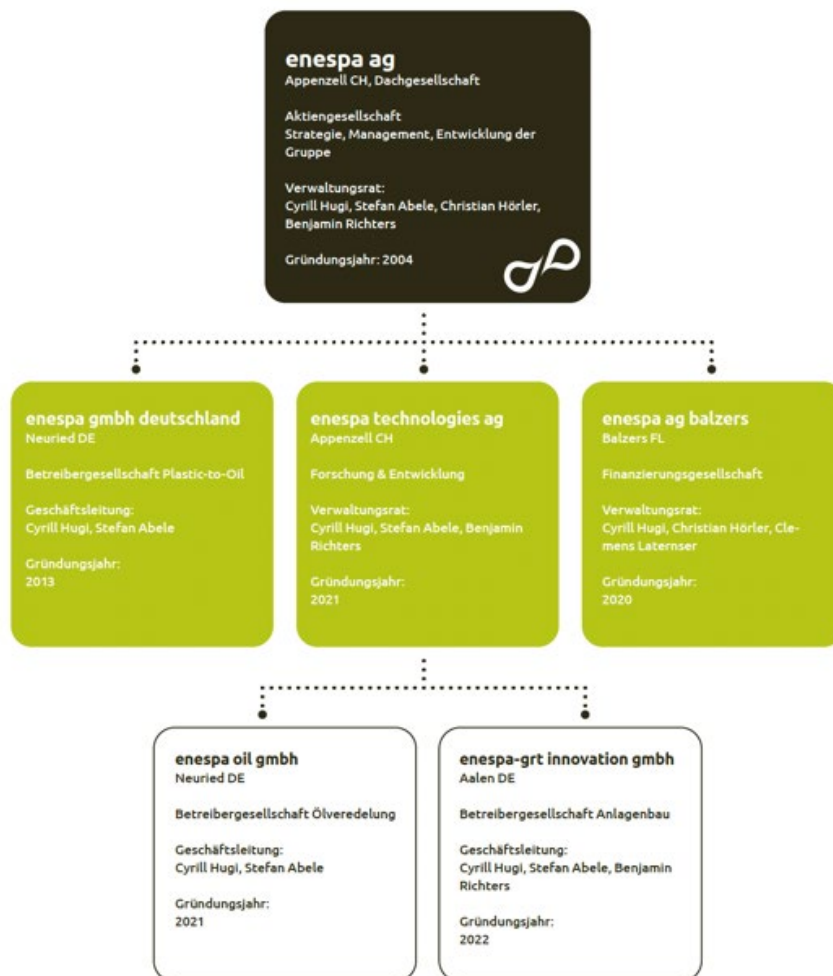 enespa ag
Appenzell CH, Dachgesellschaft
Aktiengesellschaft
Strategie, Management, Entwicklung der
Gruppe
Verwaltungsrat:
Cyrill Hugi, Stefan Abele, Christian Hörler,
Benjamin Richters
Gründungsjahr: 2004
enespa gmbh deutschland
Neuried DE
Betreibergesellschaft Plastic-to-Oil
Geschäftsleitung:
Cyrill Hugi, Stefan Abele
Gründungsjahr:
2013
enespa technologies ag
Appenzell CH
Forschung & Entwicklung
Verwaltungsrat:
Cyrill Hugi, Stefan Abele, Benjamin
Richters
Gründungsjahr:
2021
enespa ag balzers
Balzers FL
Finanzierungsgesellschaft
Verwaltungsrat:
Cyrill Hugi, Christian Hörler, Cle-
mens Laternser
Gründungsjahr:
2020
enespa oil gmbh
Neuried DE
Betreibergesellschaft Ölveredelung
Geschäftsleitung:
Cyrill Hugi, Stefan Abele
Gründungsjahr:
2021
enespa-grt innovation gmbh
Aalen DE
Betreibergesellschaft Anlagenbau
Geschäftsleitung:
Cyrill Hugi, Stefan Abele, Benjamin
Richters
Gründungsjahr:
2022